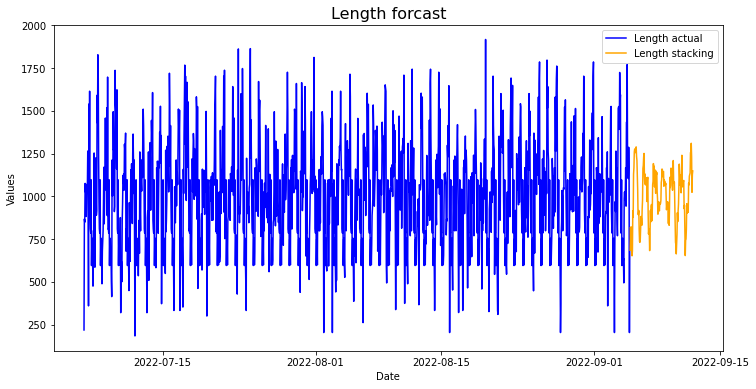 Length forcast
Length actual
Length stacking
2000
1750
1500
1250
1000
750
500
250
Values
2022-07-15
2022-08-01
2022-08-15
2022-09-01
2022-09-15
Date